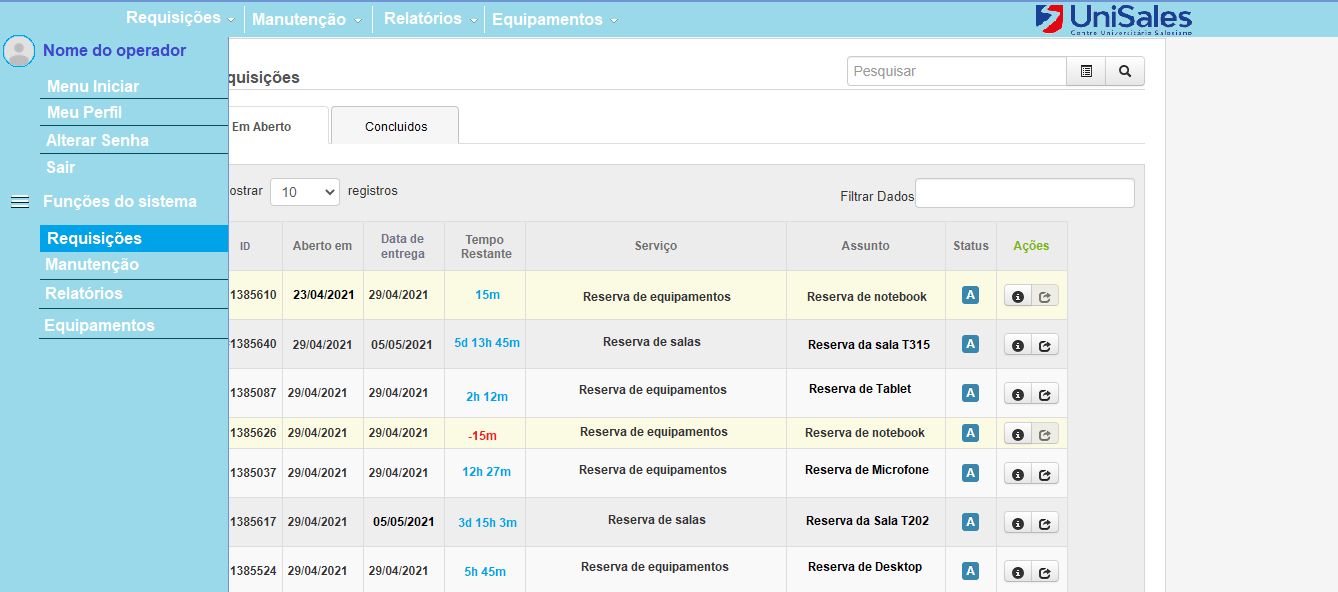 Requisições Manutenção Relatórios Equipamentos UniSales
Centro Universitário Salesiano
Nome do operador
Menu Iniciar
Meu Perfil
Alterar Senha
Sair
Funções do sistema
Requisições
Manutenção
Relatórios
Equipamentos
quisições Pesquisar
Em Aberto Concluidos
ostrar 10 registros Filtrar Dados
ID Aberto em Data de entrega Tempo Restante Serviço Assunto Status Ações
1385610 23/04/2021 29/04/2021 15m Reserva de equipamentos Reserva de notebook A
1385640 29/04/2021 05/05/2021 5d 13h 45m Reserva de salas Reserva da sala T315 A
1385087 29/04/2021 29/04/2021 2h 12m Reserva de equipamentos Reserva de Tablet A
1385626 29/04/2021 29/04/2021 -15m Reserva de equipamentos Reserva de notebook A
1385037 29/04/2021 29/04/2021 12h 27m Reserva de equipamentos Reserva de Microfone A
1385617 29/04/2021 05/05/2021 3d 15h 3m Reserva de salas Reserva da Sala T202 A
1385524 29/04/2021 29/04/2021 5h 45m Reserva de equipamentos Reserva de Desktop A